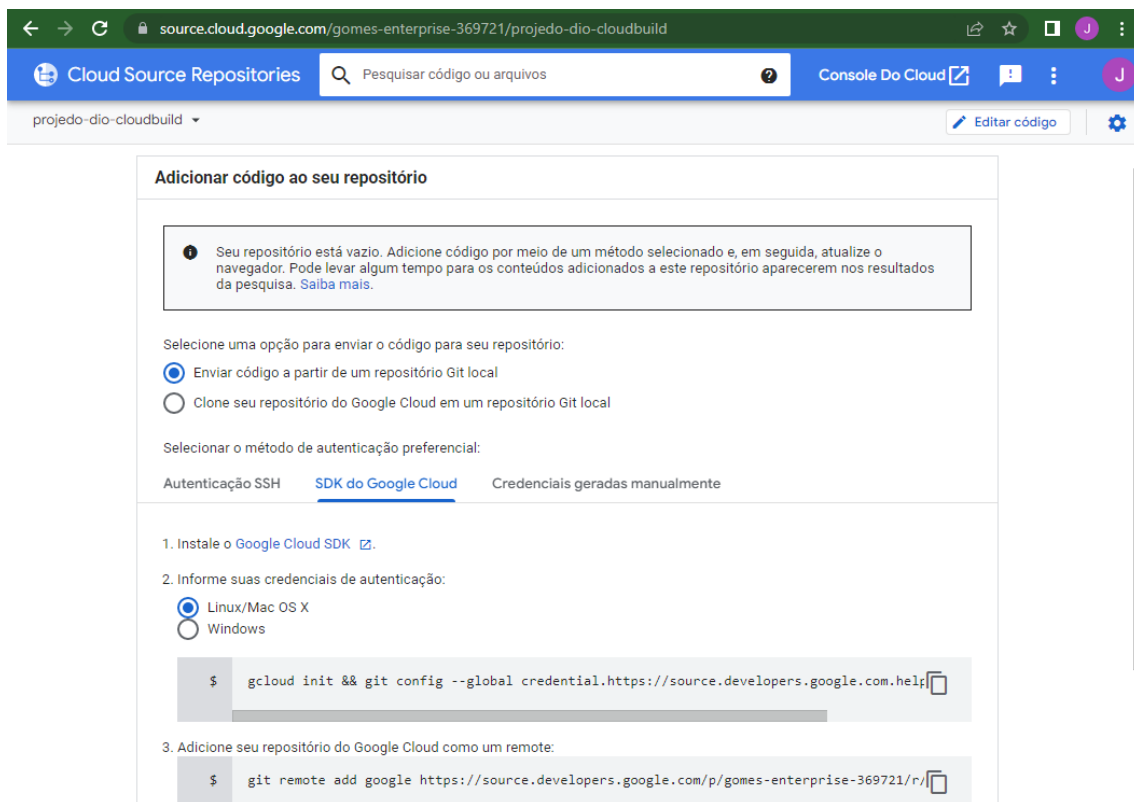 source.cloud.google.com/gomes-enterprise-369721/projedo-dio-cloudbuild
J
Cloud Source Repositories
Pesquisar código ou arquivos
Console Do Cloud
J
projedo-dio-cloudbuild
Editar código
Adicionar código ao seu repositório
Seu repositório está vazio. Adicione código por meio de um método selecionado e, em seguida, atualize o
navegador. Pode levar algum tempo para os conteúdos adicionados a este repositório aparecerem nos resultados
da pesquisa. Saiba mais.
Selecione uma opção para enviar o código para seu repositório:
Enviar código a partir de um repositório Git local
Clone seu repositório do Google Cloud em um repositório Git local
Selecionar o método de autenticação preferencial:
Autenticação SSH SDK do Google Cloud Credenciais geradas manualmente
1. Instale o Google Cloud SDK.
2. Informe suas credenciais de autenticação:
Linux/Mac OS X
Windows
$ gcloud init && git config --global credential.https://source.developers.google.com.help
3. Adicione seu repositório do Google Cloud como um remote:
$ git remote add google https://source.developers.google.com/p/gomes-enterprise-369721/r/